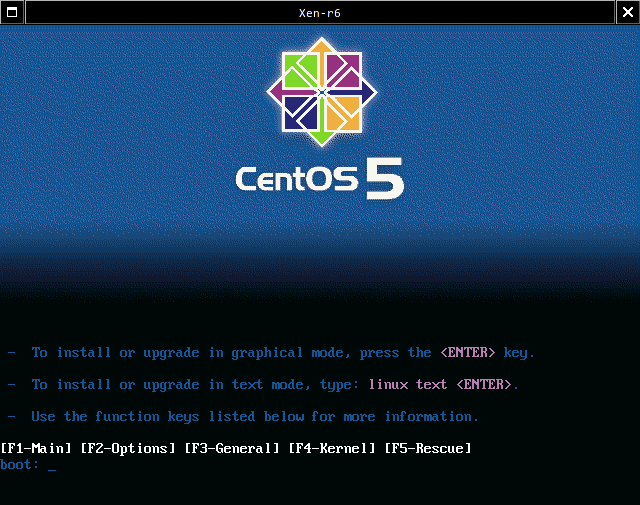 Xen-r6
CentOS 5
- To install or upgrade in graphical mode, press the <ENTER> key.
- To install or upgrade in text mode, type: linux text <ENTER>.
- Use the function keys listed below for more information.
[F1-Main] [F2-Options] [F3-General] [F4-Kernel] [F5-Rescue]
boot: _